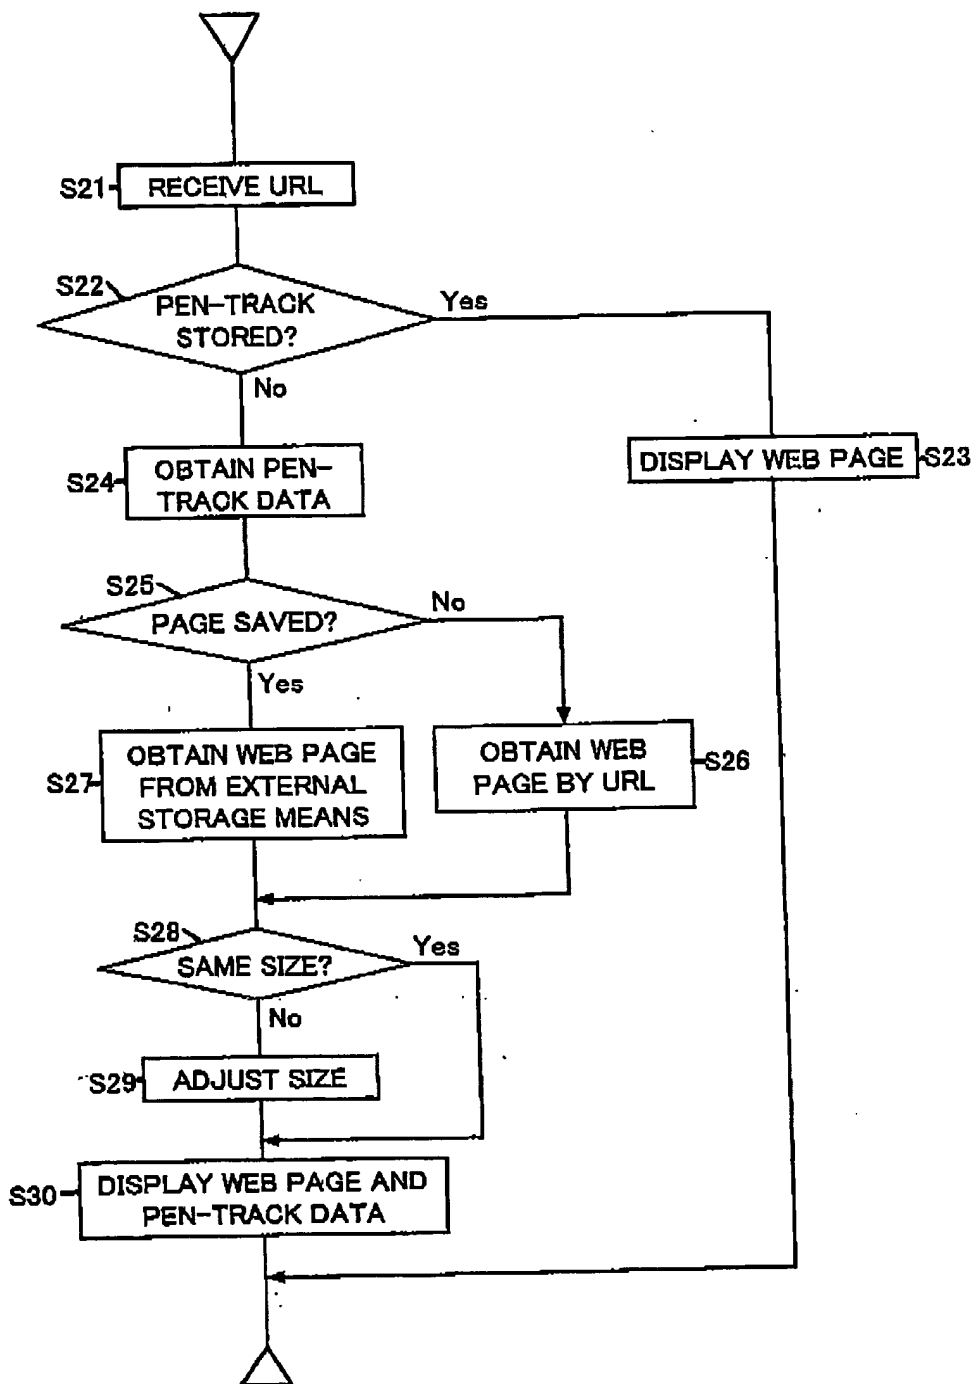 S21
RECEIVE URL
S22
PEN-TRACK
STORED?
Yes
No
S24
OBTAIN PEN-
TRACK DATA
DISPLAY WEB PAGE
S23
S25
PAGE SAVED?
No
Yes
S27
OBTAIN WEB PAGE
FROM EXTERNAL
STORAGE MEANS
OBTAIN WEB
PAGE BY URL
S26
S28
SAME SIZE?
Yes
No
S29
ADJUST SIZE
S30
DISPLAY WEB PAGE AND
PEN-TRACK DATA